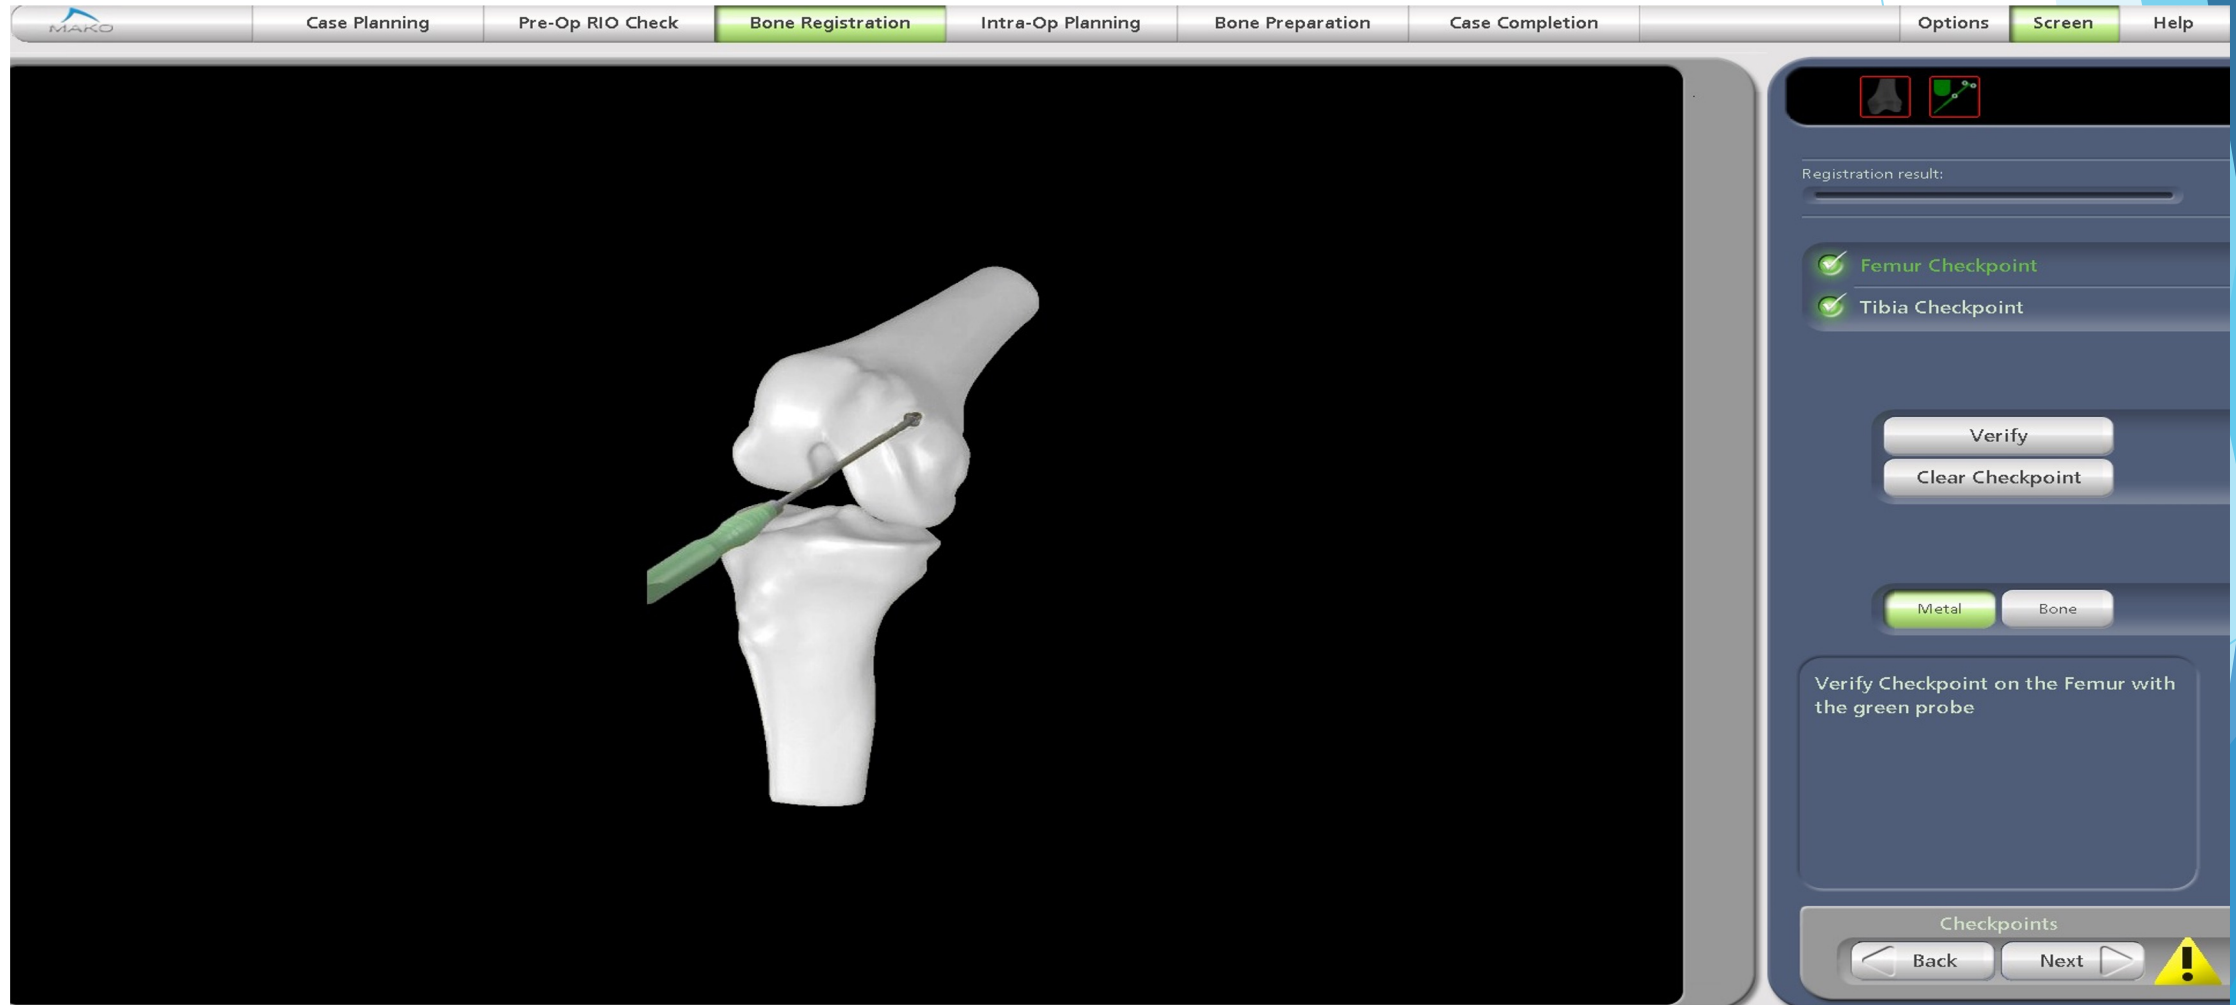 MAKO
Case Planning
Pre-Op RIO Check
Bone Registration
Intra-Op Planning
Bone Preparation
Case Completion
Options
Screen
Help
Registration result:
Femur Checkpoint
Tibia Checkpoint
Verify
Clear Checkpoint
Metal
Bone
Verify Checkpoint on the Femur with
the green probe
Checkpoints
Back
Next